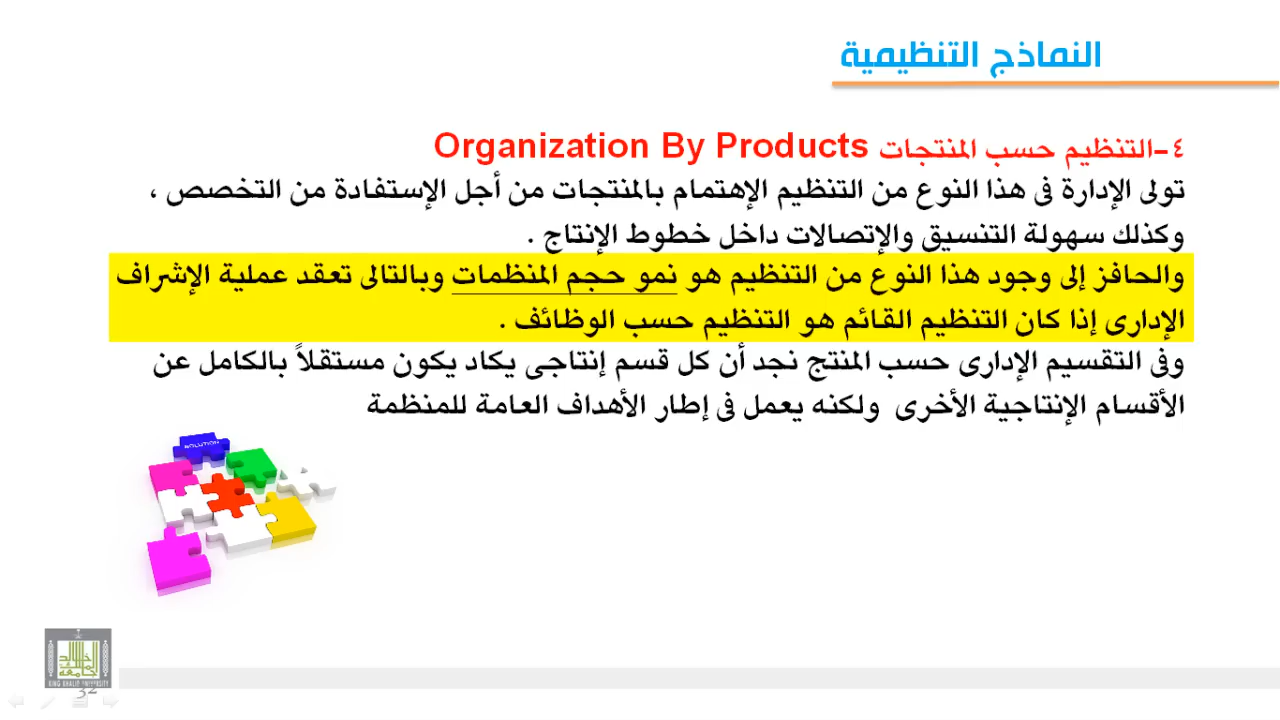 النماذج التنظيمية
٤-التنظيم حسب المنتجات Organization By Products
تولى الإدارة فى هذا النوع من التنظيم الإهتمام بالمنتجات من أجل الإستفادة من التخصص ،
وكذلك سهولة التنسيق والإتصالات داخل خطوط الإنتاج .
والحافز إلى وجود هذا النوع من التنظيم هو نمو حجم المنظمات وبالتالى تعقد عملية الإشراف
الإدارى إذا كان التنظيم القائم هو التنظيم حسب الوظائف .
وفى التقسيم الإدارى حسب المنتج نجد أن كل قسم إنتاجى يكاد يكون مستقلاً بالكامل عن
الأقسام الإنتاجية الأخرى ولكنه يعمل فى إطار الأهداف العامة للمنظمة
SOLUTION
KING KHALID UNIVERSITY
32